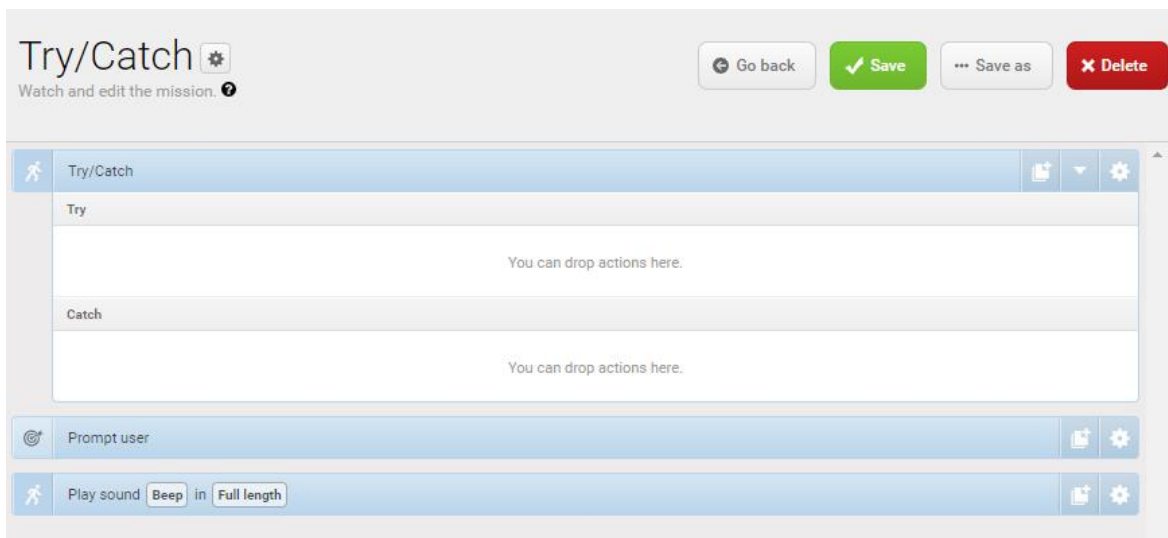 Try/Catch
Watch and edit the mission.
Go back
Save
Save as
Delete
Try/Catch
Try
You can drop actions here.
Catch
You can drop actions here.
Prompt user
Play sound Beep in Full length